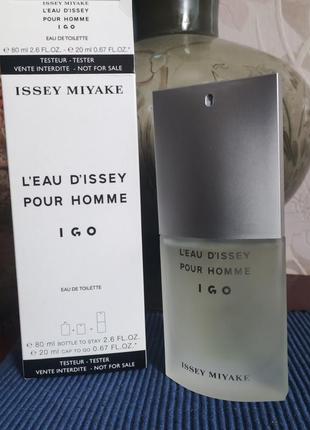 ISSEY MIYAKE
L'EAU D'ISSEY
POUR HOMME
IGO
EAU DE TOILETTE
℮ 80 ml 2.6 FL.OZ. - ℮ 20 ml 0.67 FL.OZ.*
TESTEUR - TESTER
VENTE INTERDITE - NOT FOR SALE
ISSEY MIYAKE
L'EAU D'ISSEY
POUR HOMME
IGO
EAU DE TOILETTE
℮ 80 ml BOTTLE TO STAY 2.6 FL.OZ.
℮ 20 ml CAP TO GO 0.67 FL.OZ.*
TESTEUR - TESTER
VENTE INTERDITE - NOT FOR SALE
L'EAU D'ISSEY
POUR HOMME
IGO
ISSEY MIYAKE